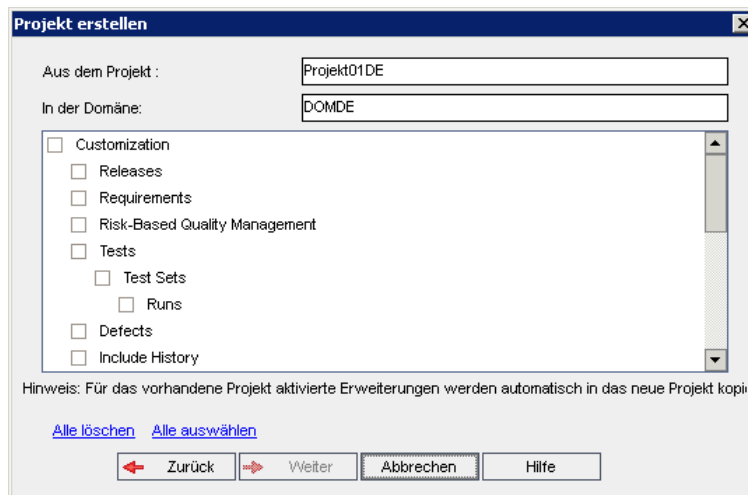 Projekt erstellen
Aus dem Projekt :
Projekt01DE
In der Domäne:
DOMDE
Customization
Releases
Requirements
Risk-Based Quality Management
Tests
Test Sets
Runs
Defects
Include History
Hinweis: Für das vorhandene Projekt aktivierte Erweiterungen werden automatisch in das neue Projekt kopi
Alle löschen Alle auswählen
Zurück Weiter Abbrechen Hilfe